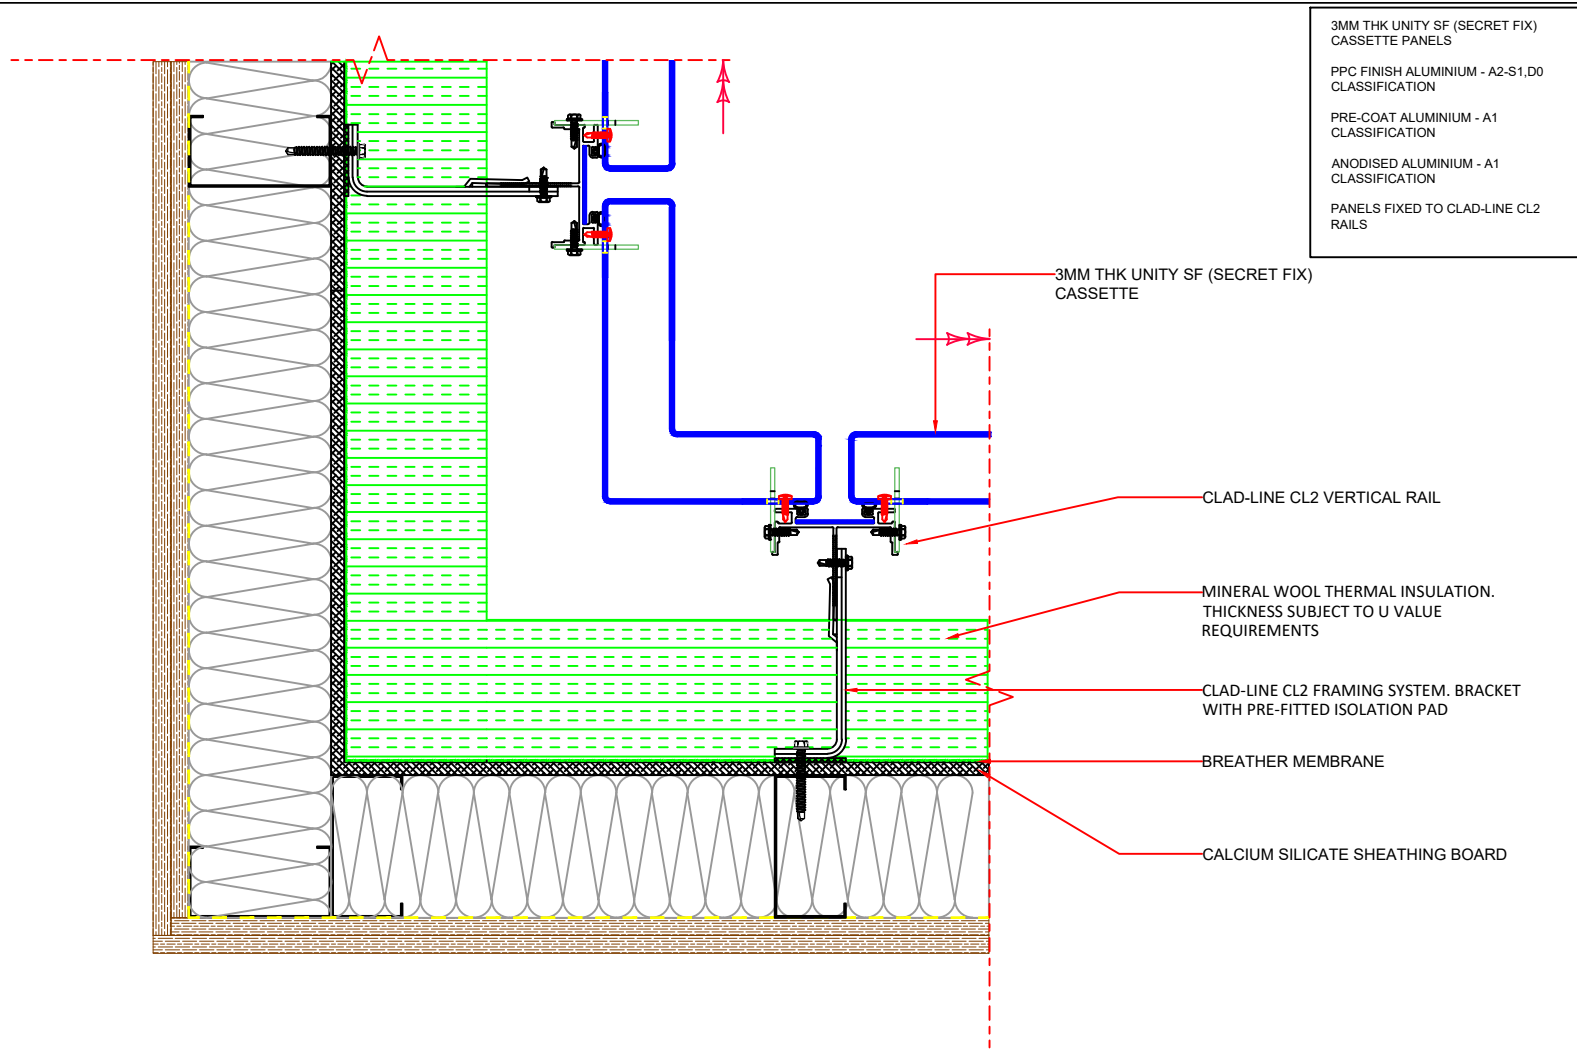 3MM THK UNITY SF (SECRET FIX)
CASSETTE PANELS
PPC FINISH ALUMINIUM - A2-S1,D0
CLASSIFICATION
PRE-COAT ALUMINIUM - A1
CLASSIFICATION
ANODISED ALUMINIUM - A1
CLASSIFICATION
PANELS FIXED TO CLAD-LINE CL2
RAILS
3MM THK UNITY SF (SECRET FIX)
CASSETTE
CLAD-LINE CL2 VERTICAL RAIL
MINERAL WOOL THERMAL INSULATION.
THICKNESS SUBJECT TO U VALUE
REQUIREMENTS
CLAD-LINE CL2 FRAMING SYSTEM. BRACKET
WITH PRE-FITTED ISOLATION PAD
BREATHER MEMBRANE
CALCIUM SILICATE SHEATHING BOARD